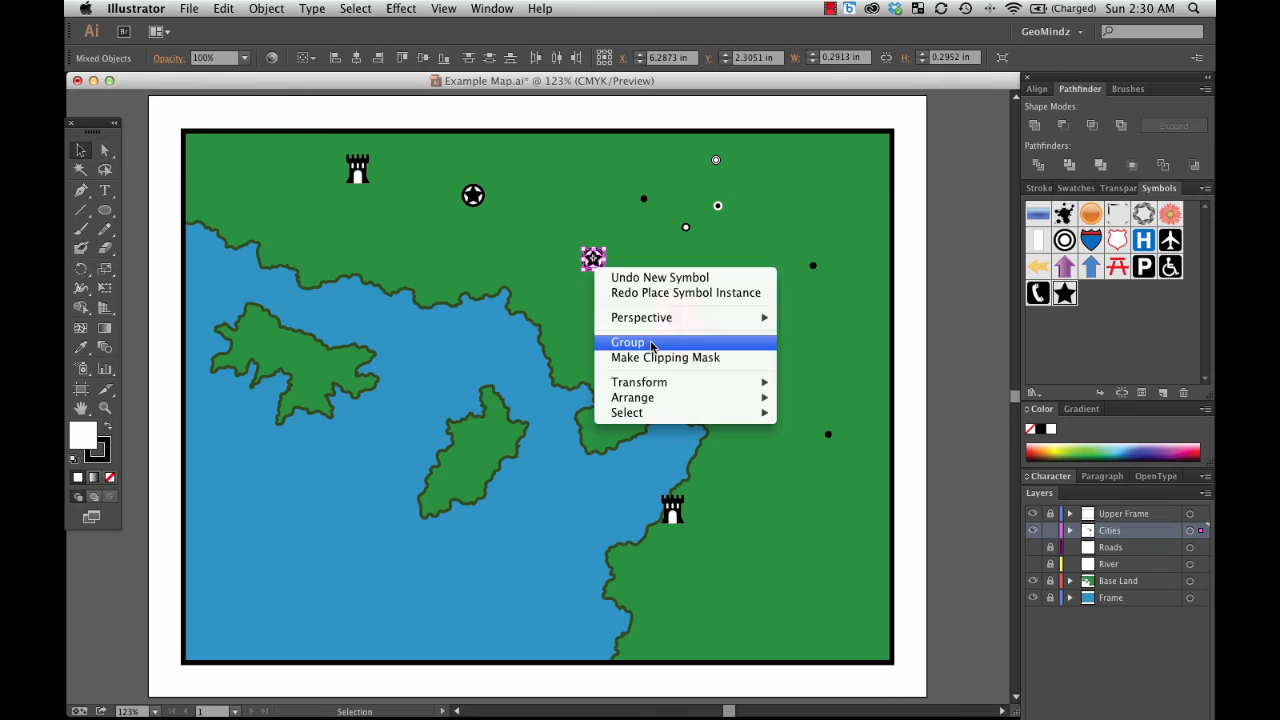 Illustrator File Edit Object Type Select Effect View Window Help (Charged) Sun 2:30 AM
Ai Br GeoMindz
Mixed Objects Opacity: 100% X: 6.2873 in Y: 2.3051 in W: 0.2913 in H: 0.2952 in
Example Map.ai* @ 123% (CMYK/Preview)
Align Pathfinder Brushes
Shape Modes:
Expand
Pathfinders:
Stroke Swatches Transpar Symbols
H
P
Undo New Symbol
Redo Place Symbol Instance
Perspective
Group
Make Clipping Mask
Transform
Arrange
Select
Color Gradient
Character Paragraph OpenType
Layers
Upper Frame
Cities
Roads
River
Base Land
Frame
123% 1 Selection